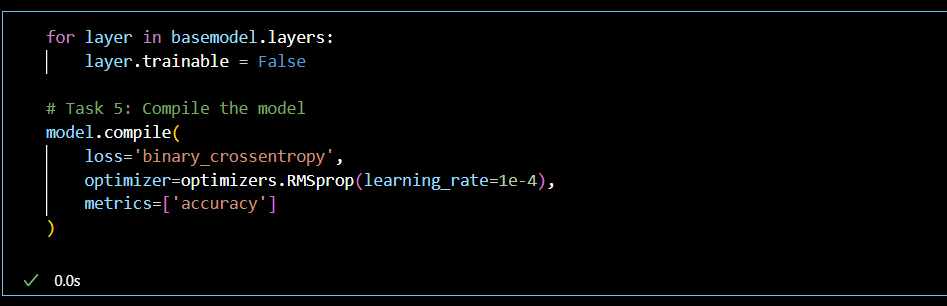 for layer in basemodel.layers:
    layer.trainable = False
# Task 5: Compile the model
model.compile(
    loss='binary_crossentropy',
    optimizer=optimizers.RMSprop(learning_rate=1e-4),
    metrics=['accuracy']
)
✓ 0.0s